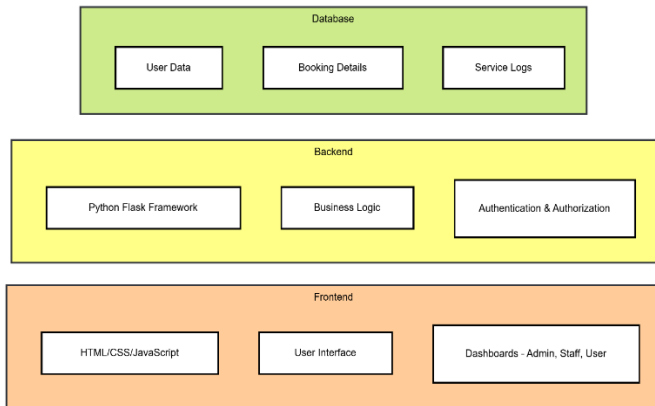 Database
User Data
Booking Details
Service Logs
Backend
Python Flask Framework
Business Logic
Authentication & Authorization
Frontend
HTML/CSS/JavaScript
User Interface
Dashboards - Admin, Staff, User